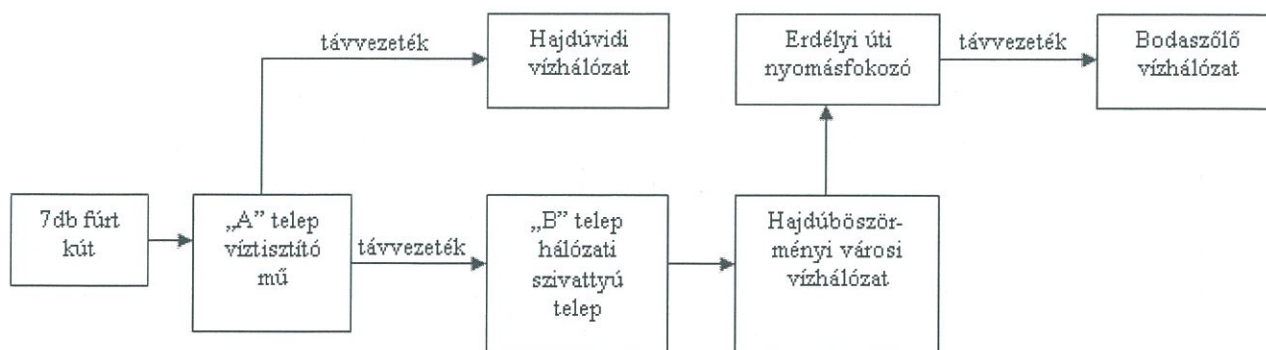 távvezeték
Hajdúvidi
vízhálózat
Erdélyi úti
nyomásfokozó
távvezeték
Bodaszőlő
vízhálózat
7db fúrt
kút
„A” telep
víztisztító
mű
távvezeték
„B” telep
hálózati
szivattyú
telep
Hajdúböször-
ményi városi
vízhálózat